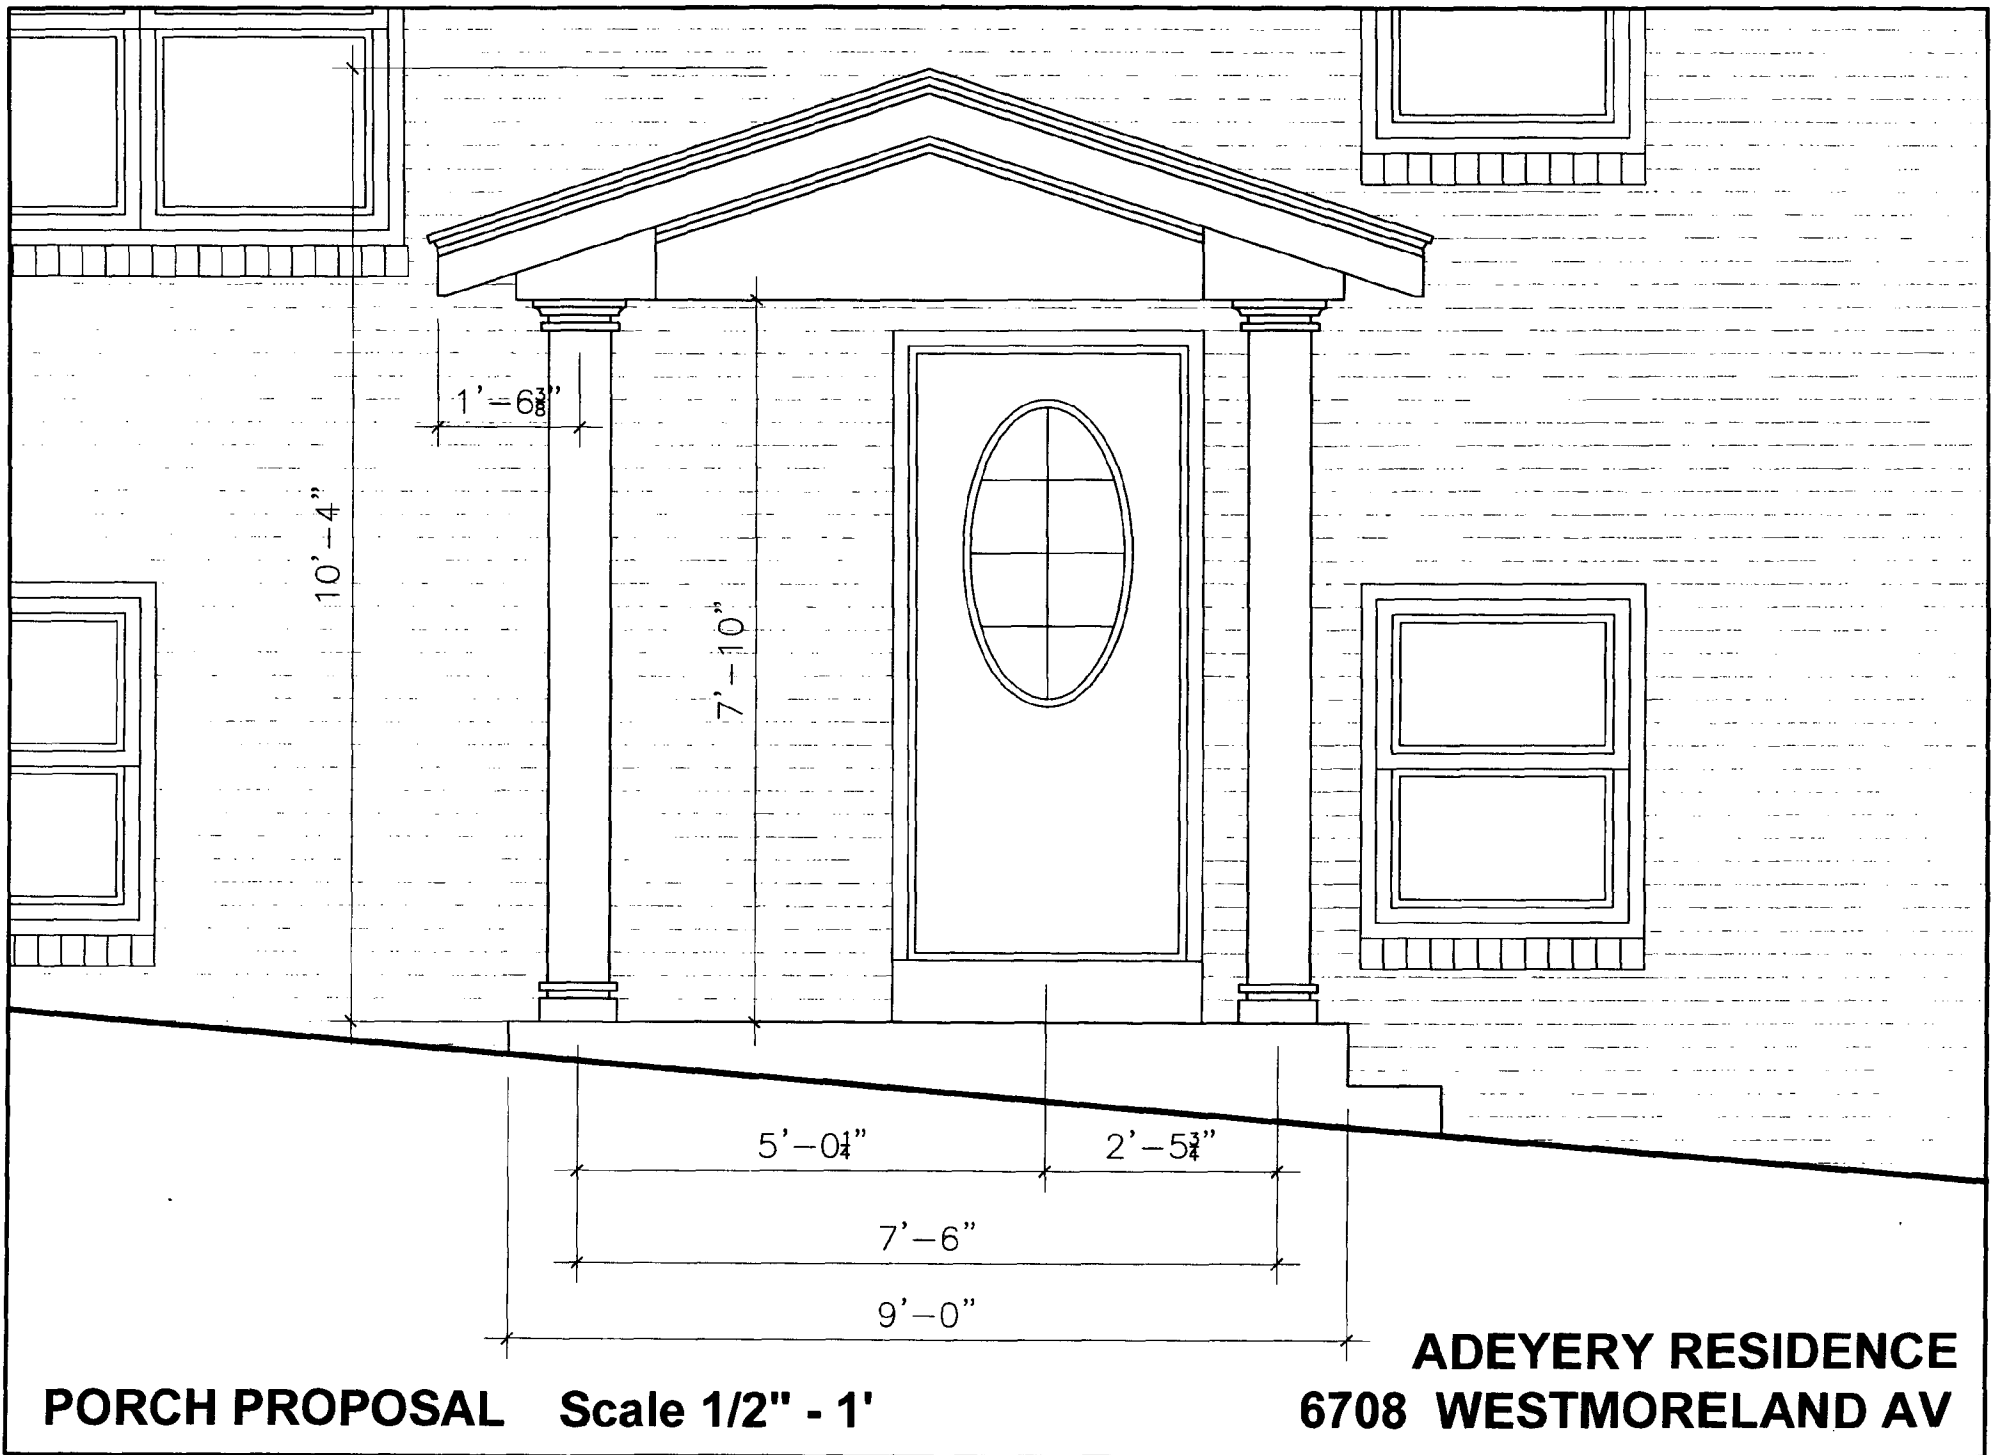 1'-6⅜"
10'-4"
7'-10"
5'-0¼"
2'-5¾"
7'-6"
9'-0"
ADEYERY RESIDENCE
PORCH PROPOSAL Scale 1/2" - 1'
6708 WESTMORELAND AV